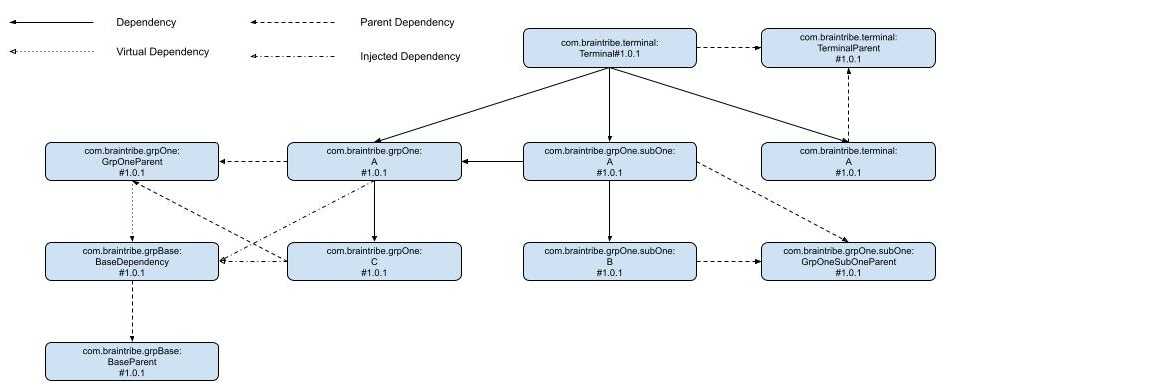 Dependency
Parent Dependency
Virtual Dependency
Injected Dependency
com.braintribe.terminal:
Terminal#1.0.1
com.braintribe.terminal:
TerminalParent
#1.0.1
com.braintribe.grpOne:
GrpOneParent
#1.0.1
com.braintribe.grpOne:
A
#1.0.1
com.braintribe.grpOne.subOne:
A
#1.0.1
com.braintribe.terminal:
A
#1.0.1
com.braintribe.grpBase:
BaseDependency
#1.0.1
com.braintribe.grpOne:
C
#1.0.1
com.braintribe.grpOne.subOne:
B
#1.0.1
com.braintribe.grpOne.subOne:
GrpOneSubOneParent
#1.0.1
com.braintribe.grpBase:
BaseParent
#1.0.1